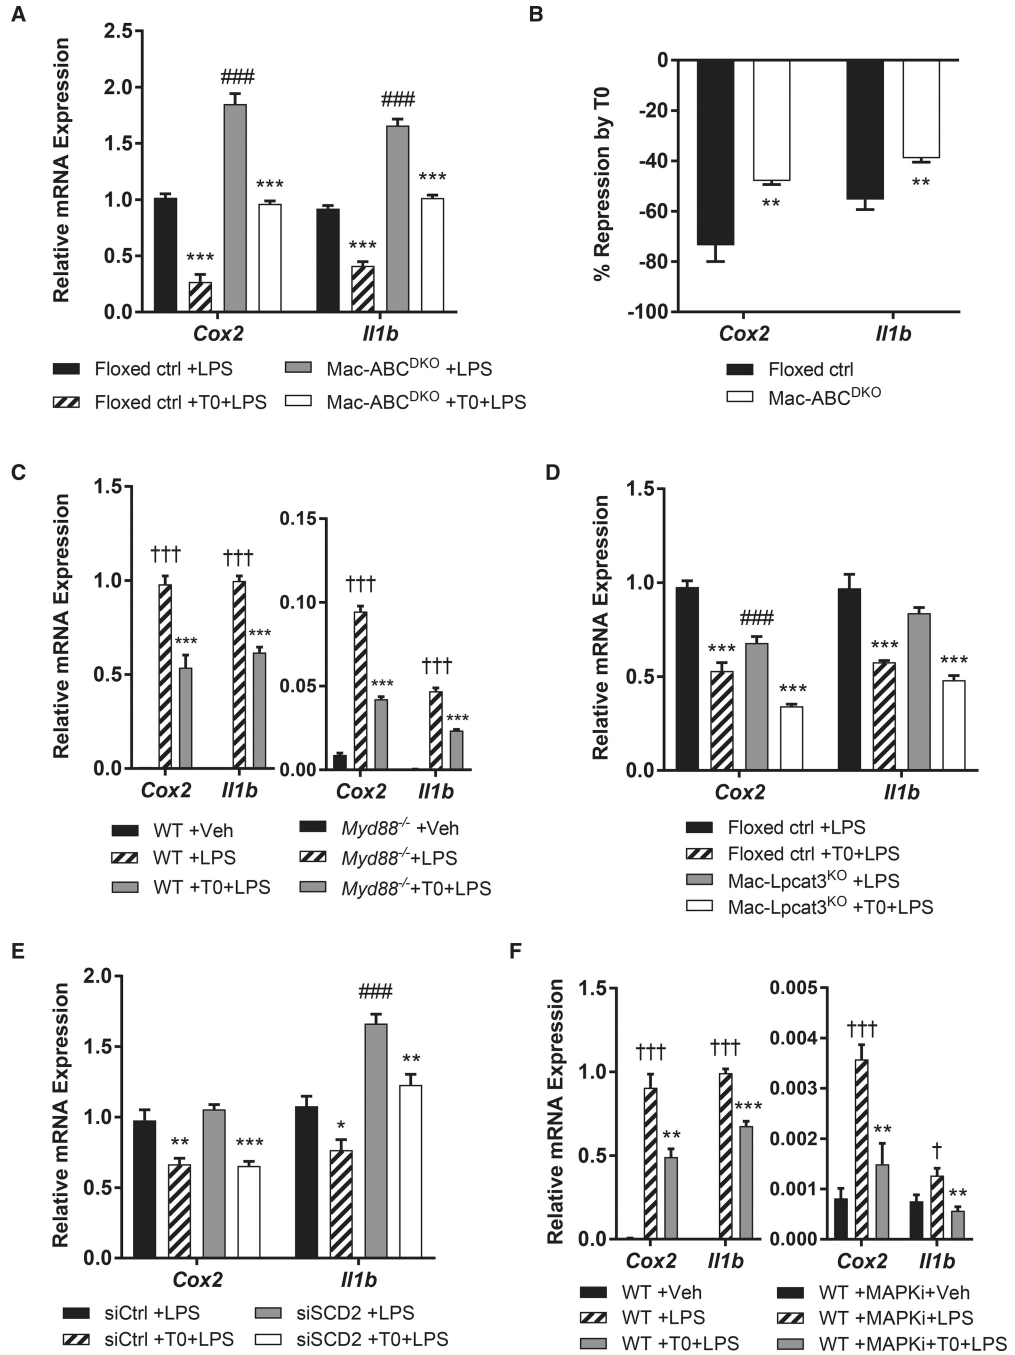 A
Relative mRNA Expression
2.5
2.0
1.5
1.0
0.5
0.0
***
###
***
***
###
***
Cox2
Il1b
Floxed ctrl +LPS
Mac-ABCDKO +LPS
Floxed ctrl +T0+LPS
Mac-ABCDKO +T0+LPS
B
% Repression by T0
0
-20
-40
-60
-80
-100
**
**
Cox2
Il1b
Floxed ctrl
Mac-ABCDKO
C
Relative mRNA Expression
1.5
1.0
0.5
0.0
†††
***
†††
***
Cox2
Il1b
WT +Veh
WT +LPS
WT +T0+LPS
0.15
0.10
0.05
0.00
†††
***
†††
***
Cox2
Il1b
Myd88-/- +Veh
Myd88-/-+LPS
Myd88-/-+T0+LPS
D
Relative mRNA Expression
1.5
1.0
0.5
0.0
***
###
***
***
***
Cox2
Il1b
Floxed ctrl +LPS
Floxed ctrl +T0+LPS
Mac-Lpcat3KO +LPS
Mac-Lpcat3KO +T0+LPS
E
Relative mRNA Expression
2.0
1.5
1.0
0.5
0.0
**
***
*
###
**
Cox2
Il1b
siCtrl +LPS
siSCD2 +LPS
siCtrl +T0+LPS
siSCD2 +T0+LPS
F
Relative mRNA Expression
1.5
1.0
0.5
0.0
†††
**
†††
***
Cox2
Il1b
WT +Veh
WT +LPS
WT +T0+LPS
0.005
0.004
0.003
0.002
0.001
0.000
†††
**
†
**
Cox2
Il1b
WT +MAPKi+Veh
WT +MAPKi+LPS
WT +MAPKi+T0+LPS